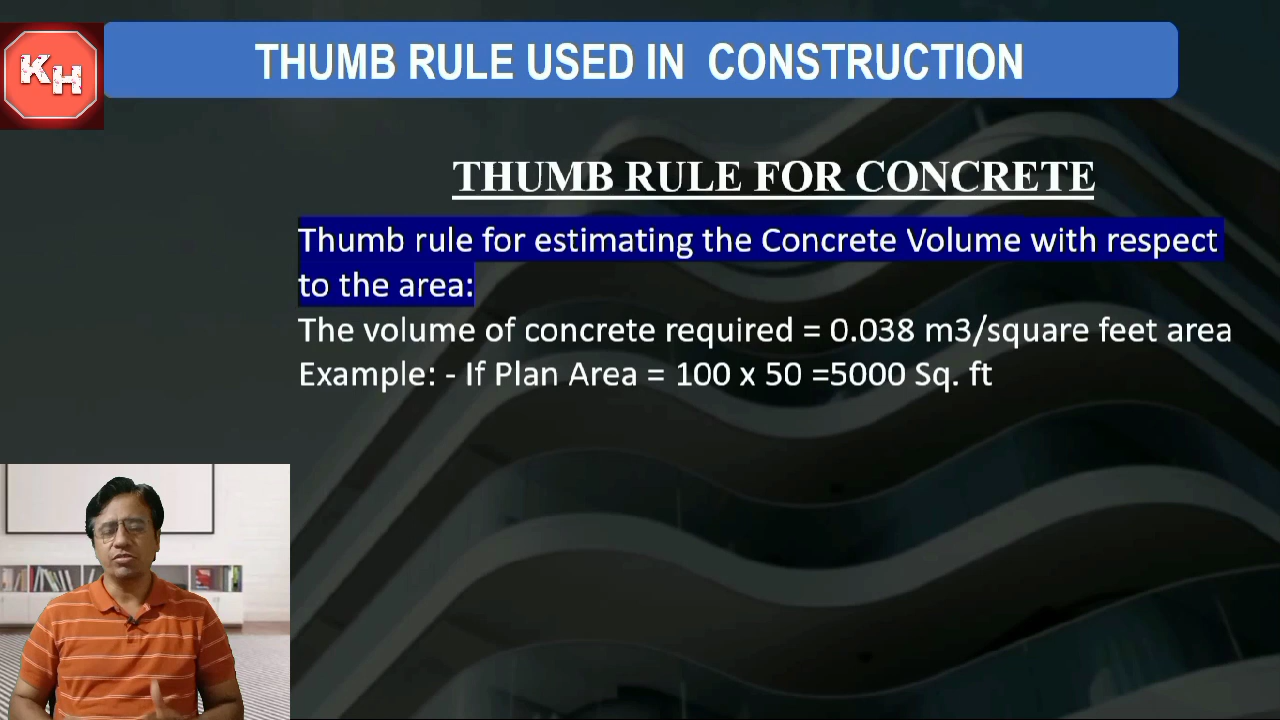 KH
THUMB RULE USED IN CONSTRUCTION
THUMB RULE FOR CONCRETE
Thumb rule for estimating the Concrete Volume with respect
to the area:
The volume of concrete required = 0.038 m3/square feet area
Example: - If Plan Area = 100 x 50 =5000 Sq. ft